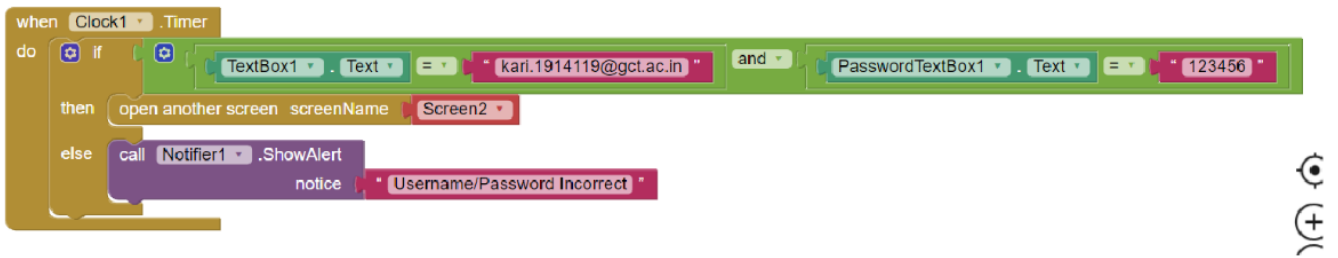 when Clock1 .Timer
do if TextBox1 . Text = " kari.1914119@gct.ac.in " and PasswordTextBox1 . Text = " 123456 "
then open another screen screenName Screen2
else call Notifier1 .ShowAlert
notice " Username/Password Incorrect "